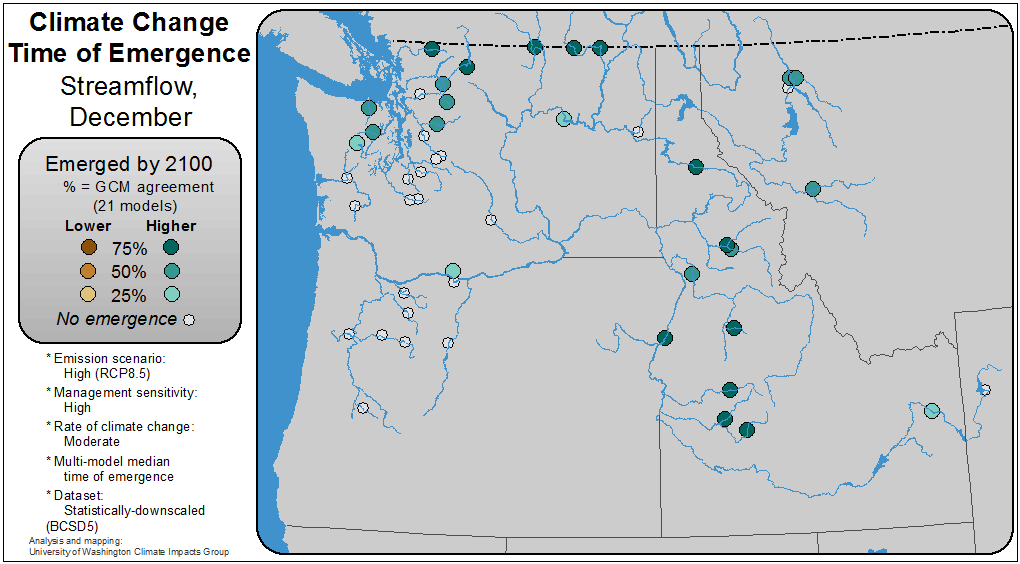 Climate Change
Time of Emergence
Streamflow,
December
Emerged by 2100
% = GCM agreement
(21 models)
Lower Higher
75%
50%
25%
No emergence
* Emission scenario:
High (RCP8.5)
* Management sensitivity:
High
* Rate of climate change:
Moderate
* Multi-model median
time of emergence
* Dataset:
Statistically-downscaled
(BCSD5)
Analysis and mapping:
University of Washington Climate Impacts Group